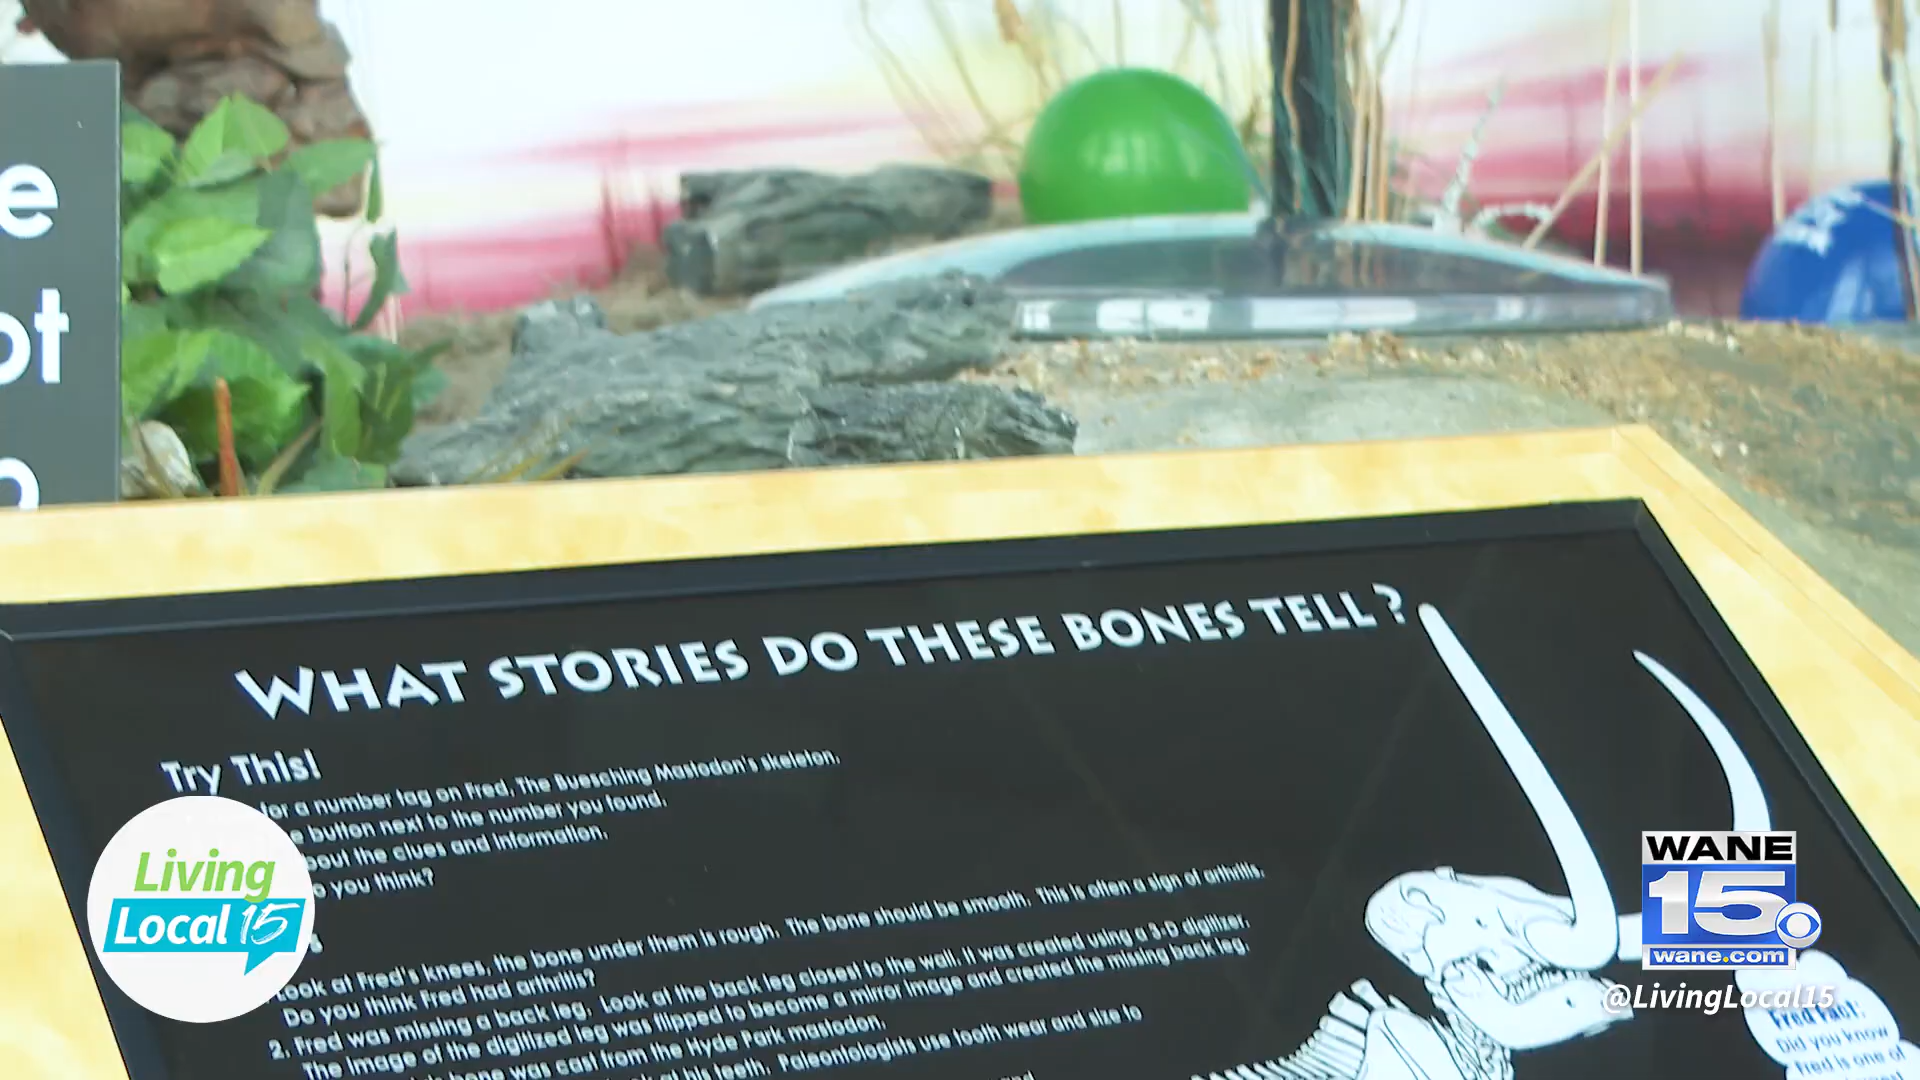 e
ot
WHAT STORIES DO THESE BONES TELL?
Try This!
for a number tag on Fred, The Buesching Mastodon's skeleton.
e button next to the number you found.
bout the clues and information.
o you think?
Look at Fred's knees, the bone under them is rough. The bone should be smooth. This is often a sign of arthritis.
Do you think Fred had arthritis?
2. Fred was missing a back leg. Look at the back leg closest to the wall. It was created using a 3-D digitizer.
The image of the digitized leg was flipped to become a mirror image and created the missing back leg.
bone was cast from the Hyde Park mastodon.
at his teeth. Paleontologists use tooth wear and size to
Living
Local 15
WANE
15
wane.com
@LivingLocal15
Fred Fact:
Did you know
Fred is one of